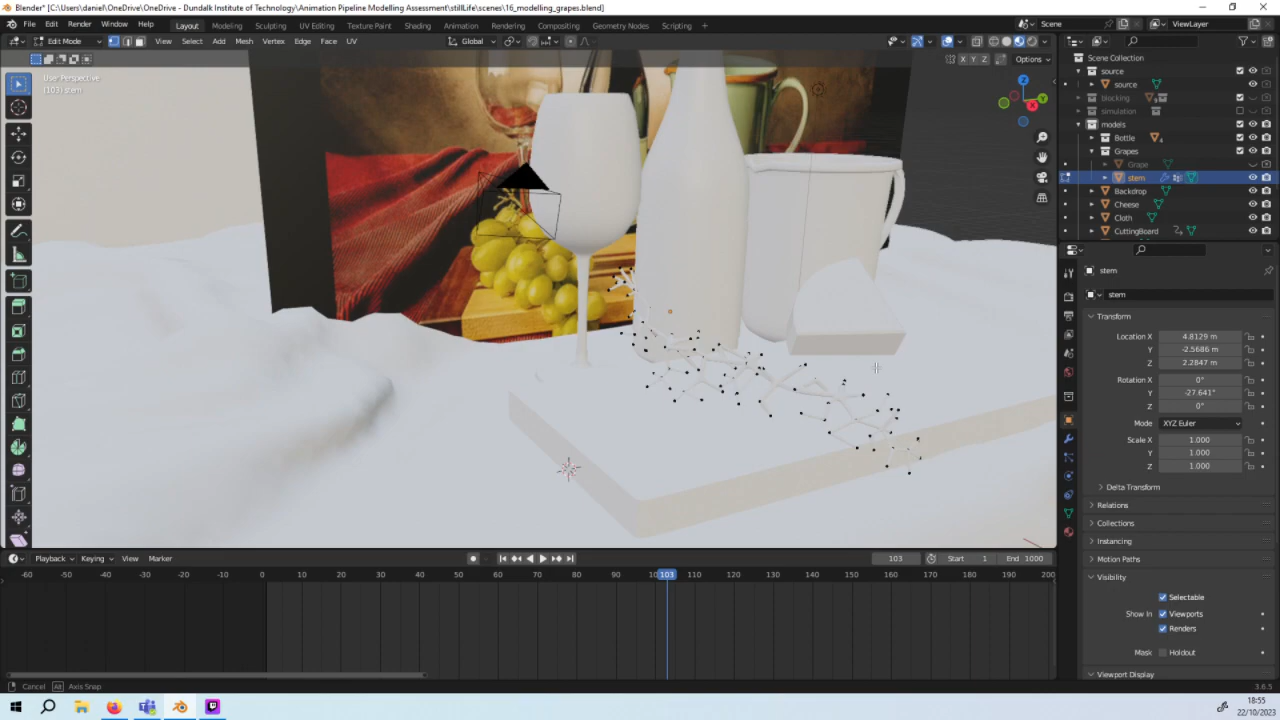 Blender* [C:\Users\daniel\OneDrive\OneDrive - Dundalk Institute of Technology\Animation Pipeline Modelling Assessment\stillLife\scenes\16_modelling_grapes.blend]
File Edit Render Window Help Layout Modeling Sculpting UV Editing Texture Paint Shading Animation Rendering Compositing Geometry Nodes Scripting + Scene ViewLayer
Edit Mode View Select Add Mesh Vertex Edge Face UV Global
X Y Z Options
User Perspective
(103) stem
Z
Y
X
Scene Collection
source
source
blocking
simulation
models
Bottle
Grapes
Grape
stem
Backdrop
Cheese
Cloth
CuttingBoard
stem
stem
Transform
Location X 4.8129 m
Y -2.5686 m
Z 2.2847 m
Rotation X 0°
Y -27.641°
Z 0°
Mode XYZ Euler
Scale X 1.000
Y 1.000
Z 1.000
Delta Transform
Relations
Collections
Instancing
Motion Paths
Visibility
Selectable
Show In Viewports
Renders
Mask Holdout
Viewport Display
Playback Keying View Marker 103 Start 1 End 1000
-60 -50 -40 -30 -20 -10 0 10 20 30 40 50 60 70 80 90 103 110 120 130 140 150 160 170 180 190 200
Cancel Alt Axis Snap 3.6.5
18:55
22/10/2023